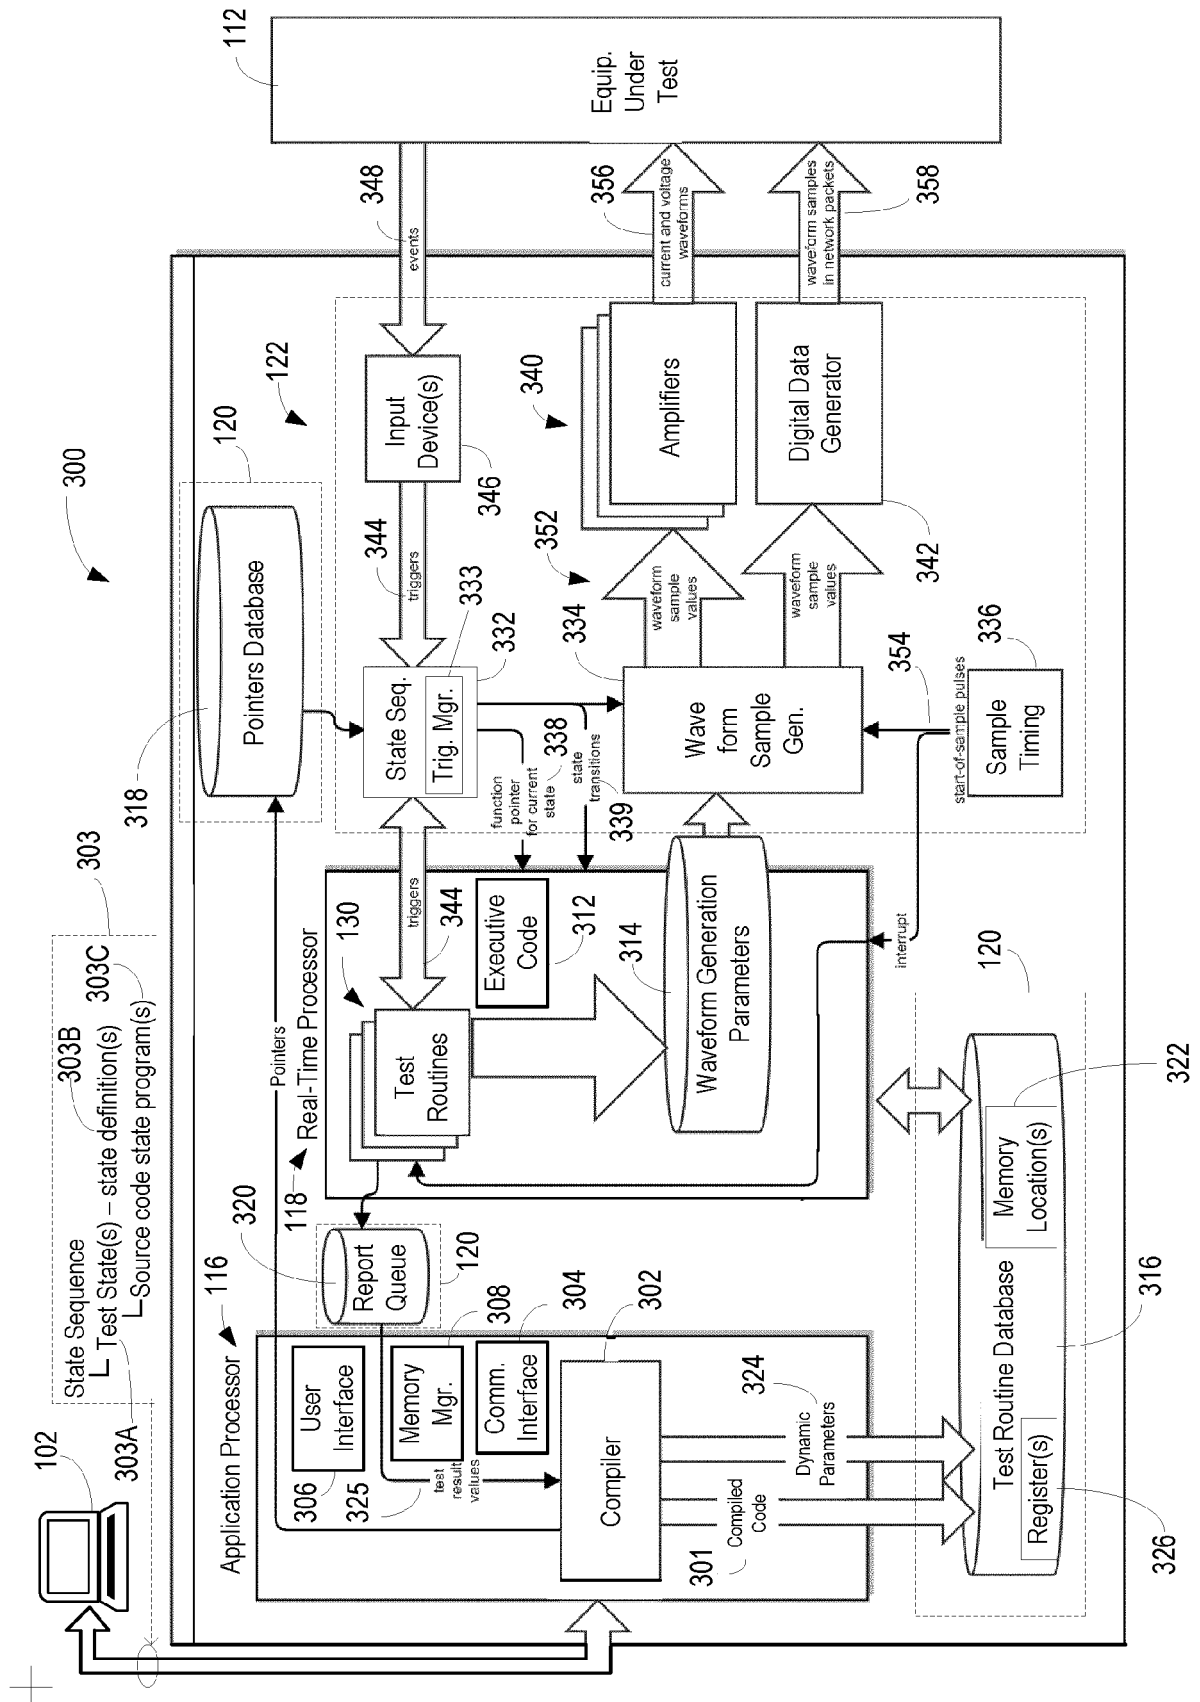 300
State Sequence
Test State(s) – state definition(s)
Source code state program(s)
303
303A
303B
303C
102
112
Equip.
Under
Test
Application Processor
116
User
Interface
306
Memory
Mgr.
308
Comm.
Interface
304
Compiler
302
325
test
result
values
301
Compiled
Code
324
Dynamic
Parameters
Pointers
Pointers Database
318
120
Report
Queue
320
120
118
Real-Time Processor
130
Test
Routines
triggers
344
Executive
Code
312
314
Waveform Generation
Parameters
interrupt
122
State Seq.
Trig. Mgr.
333
332
function
pointer
for current
state
338
state
transitions
339
triggers
344
Input
Device(s)
346
events
348
334
Wave
form
Sample
Gen.
352
waveform
sample
values
waveform
sample
values
340
Amplifiers
Digital Data
Generator
342
356
current and voltage
waveforms
waveform samples
in network packets
358
start-of-sample pulses
354
Sample
Timing
336
120
Test Routine Database
316
Memory
Location(s)
322
Register(s)
326